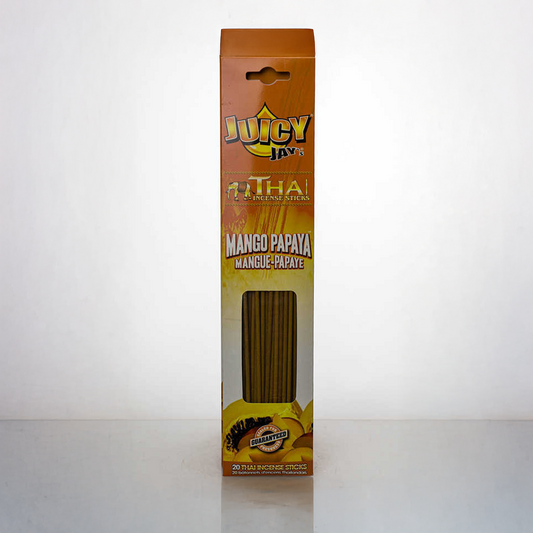 JUICY
JAY'S
THAI
INCENSE STICKS
MANGO PAPAYA
MANGUE-PAPAYE
GUARANTEED
20 THAI INCENSE STICKS